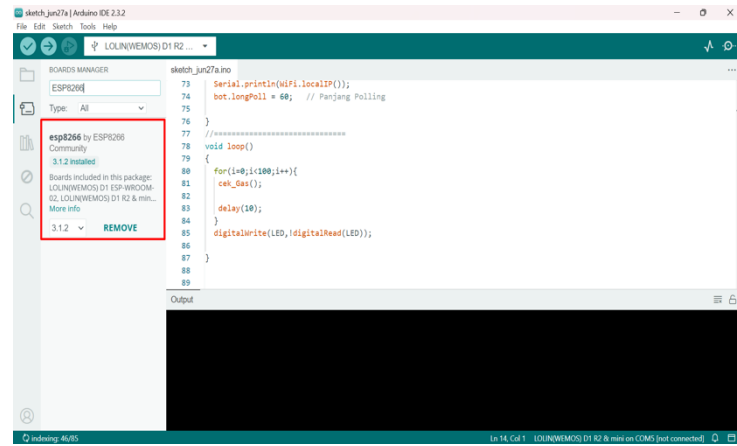 sketch_jun27a | Arduino IDE 2.3.2
File Edit Sketch Tools Help
LOLIN(WEMOS) D1 R2 ...
BOARDS MANAGER
ESP8266
Type: All
esp8266 by ESP8266
Community
3.1.2 installed
Boards included in this package:
LOLIN(WEMOS) D1 ESP-WROOM-
02, LOLIN(WEMOS) D1 R2 & min...
More info
3.1.2 REMOVE
sketch_jun27a.ino
73 Serial.println(WiFi.localIP());
74 bot.longPoll = 60; // Panjang Polling
75
76 }
77 //==============================
78 void loop()
79 {
80 for(i=0;i<100;i++){
81 cek_Gas();
82
83 delay(10);
84 }
85 digitalWrite(LED,!digitalRead(LED));
86
87 }
88
89
Output
indexing: 46/85
Ln 14, Col 1 LOLIN(WEMOS) D1 R2 & mini on COM5 [not connected]